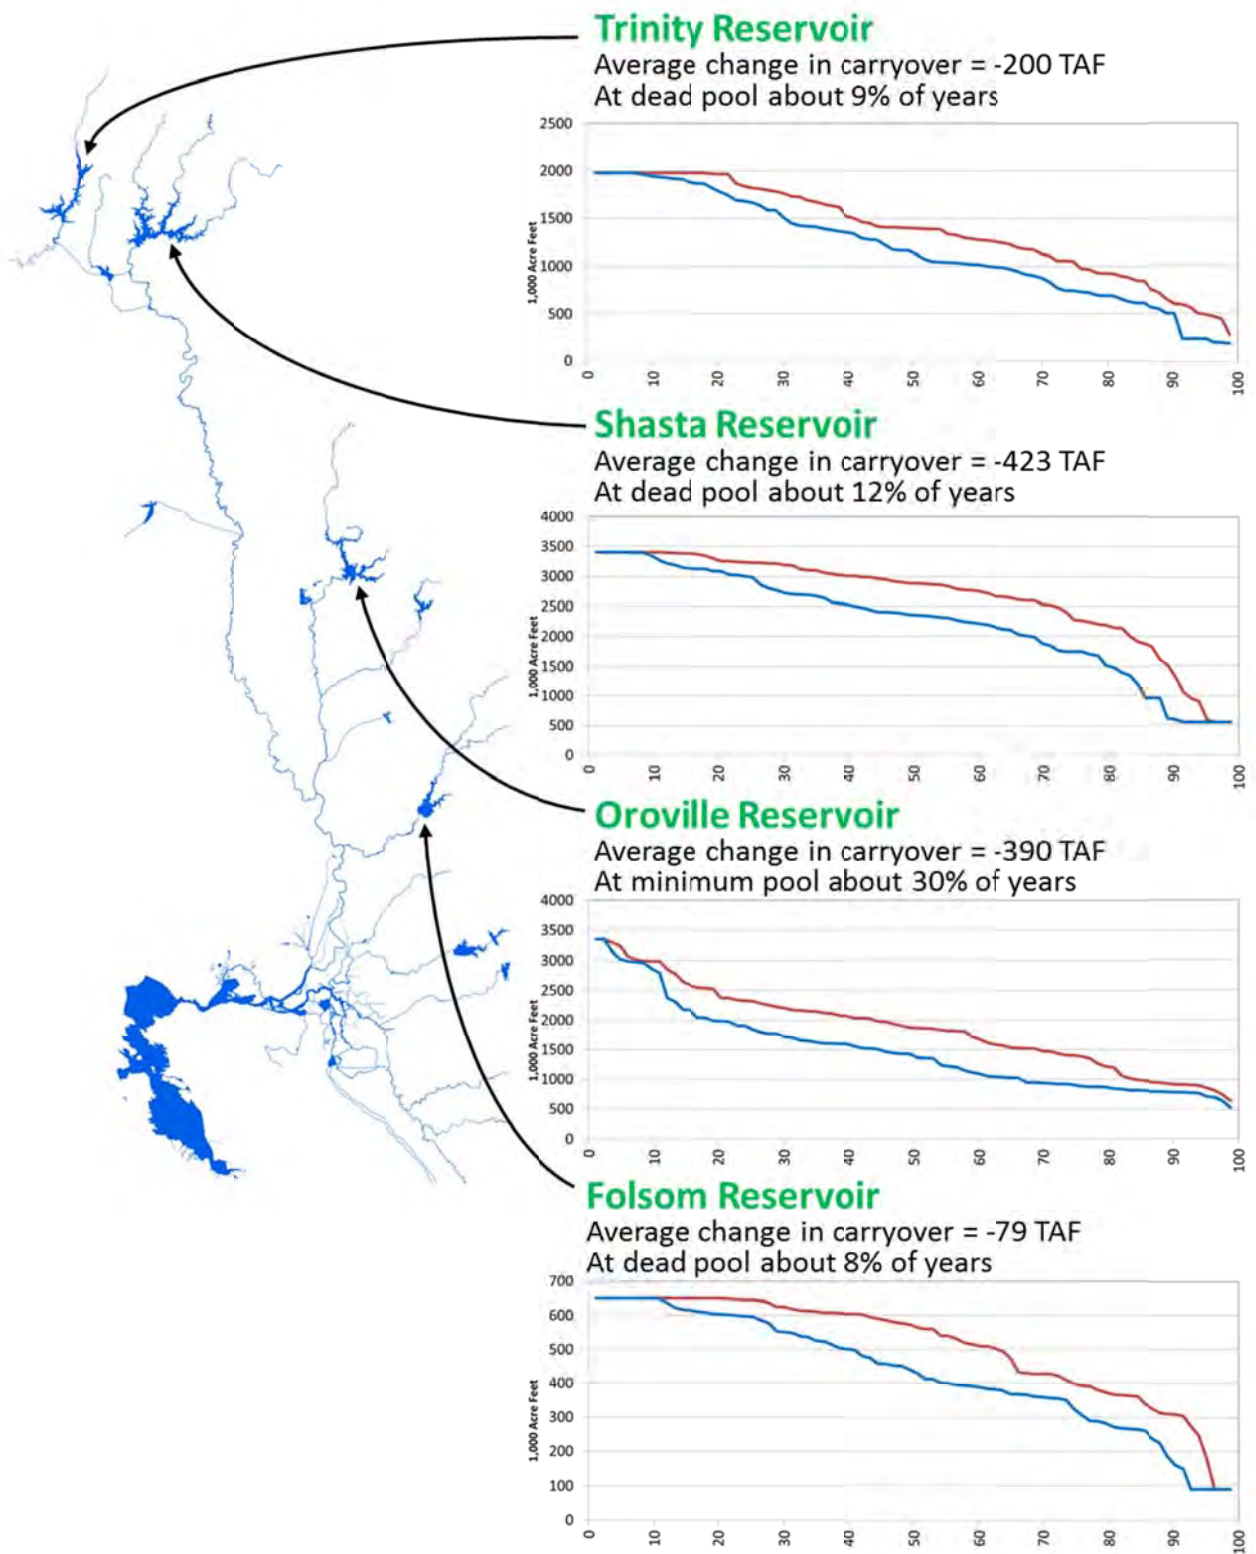 Trinity Reservoir
Average change in carryover = -200 TAF
At dead pool about 9% of years
2500
2000
1500
1000
500
0
1,000 Acre Feet
0 10 20 30 40 50 60 70 80 90 100
Shasta Reservoir
Average change in carryover = -423 TAF
At dead pool about 12% of years
4000
3500
3000
2500
2000
1500
1000
500
0
1,000 Acre Feet
0 10 20 30 40 50 60 70 80 90 100
Oroville Reservoir
Average change in carryover = -390 TAF
At minimum pool about 30% of years
4000
3500
3000
2500
2000
1500
1000
500
0
1,000 Acre Feet
0 10 20 30 40 50 60 70 80 90 100
Folsom Reservoir
Average change in carryover = -79 TAF
At dead pool about 8% of years
700
600
500
400
300
200
100
0
1,000 Acre Feet
0 10 20 30 40 50 60 70 80 90 100